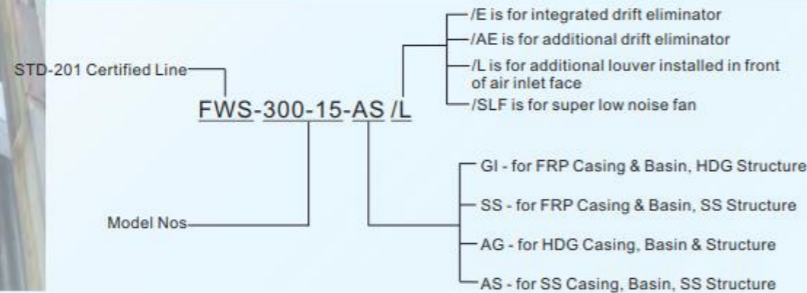 /E is for integrated drift eliminator
/AE is for additional drift eliminator
STD-201 Certified Line
/L is for additional louver installed in front
of air inlet face
/SLF is for super low noise fan
FWS-300-15-AS /L
GI - for FRP Casing & Basin, HDG Structure
SS - for FRP Casing & Basin, SS Structure
Model Nos
AG - for HDG Casing, Basin & Structure
AS - for SS Casing, Basin, SS Structure